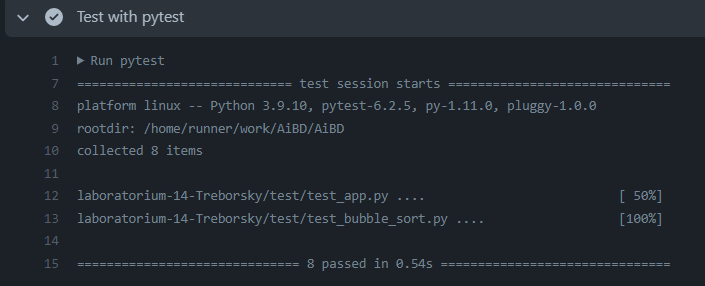 Test with pytest
1 Run pytest
7 ============================= test session starts ==============================
8 platform linux -- Python 3.9.10, pytest-6.2.5, py-1.11.0, pluggy-1.0.0
9 rootdir: /home/runner/work/AiBD/AiBD
10 collected 8 items
11
12 laboratorium-14-Treborsky/test/test_app.py .... [ 50%]
13 laboratorium-14-Treborsky/test/test_bubble_sort.py .... [100%]
14
15 ============================== 8 passed in 0.54s ===============================